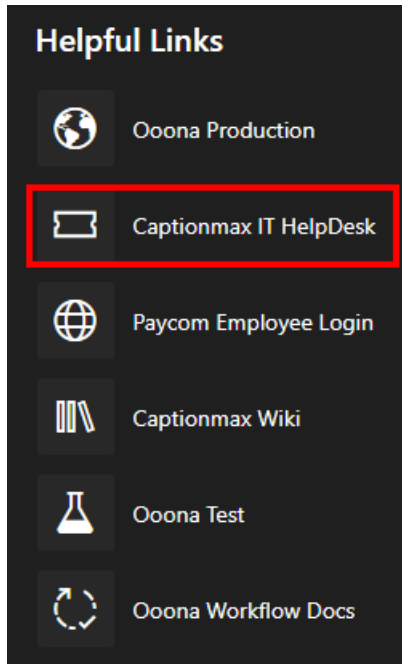 Helpful Links
Ooona Production
Captionmax IT HelpDesk
Paycom Employee Login
Captionmax Wiki
Ooona Test
Ooona Workflow Docs